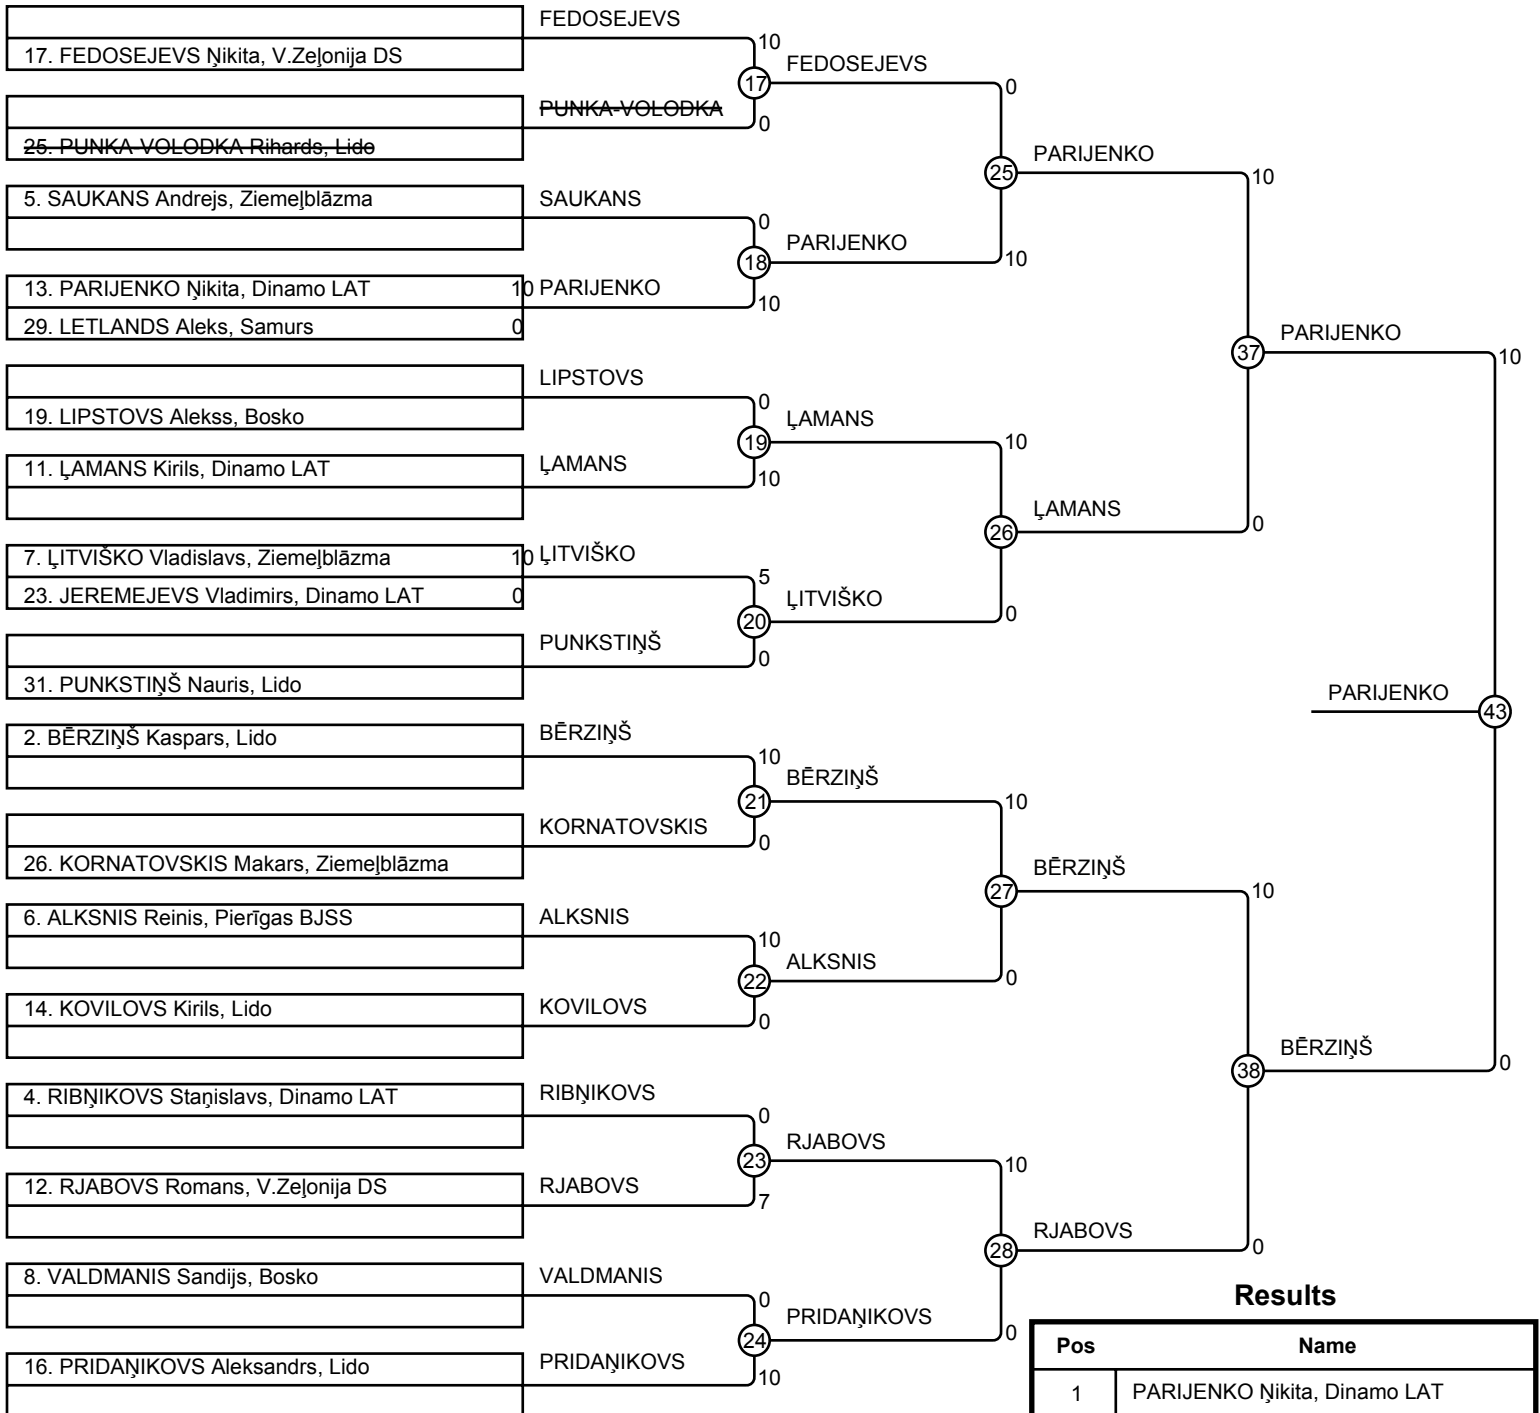 FEDOSEJEVS
17. FEDOSEJEVS Ņikita, V.Zeļonija DS
10
17
FEDOSEJEVS
0
PUNKA-VOLODKA
0
25. PUNKA-VOLODKA Rihards, Lido
25
PARIJENKO
10
5. SAUKANS Andrejs, Ziemeļblāzma
SAUKANS
0
18
PARIJENKO
10
13. PARIJENKO Ņikita, Dinamo LAT 10
PARIJENKO
10
29. LETLANDS Aleks, Samurs 0
37
PARIJENKO
10
LIPSTOVS
0
19. LIPSTOVS Alekss, Bosko
19
ĻAMANS
10
11. ĻAMANS Kirils, Dinamo LAT
ĻAMANS
10
26
ĻAMANS
0
7. ĻITVIŠKO Vladislavs, Ziemeļblāzma 10
ĻITVIŠKO
5
23. JEREMEJEVS Vladimirs, Dinamo LAT 0
20
ĻITVIŠKO
0
PUNKSTIŅŠ
0
31. PUNKSTIŅŠ Nauris, Lido
PARIJENKO
43
2. BĒRZIŅŠ Kaspars, Lido
BĒRZIŅŠ
10
21
BĒRZIŅŠ
10
KORNATOVSKIS
0
26. KORNATOVSKIS Makars, Ziemeļblāzma
27
BĒRZIŅŠ
10
6. ALKSNIS Reinis, Pierīgas BJSS
ALKSNIS
10
22
ALKSNIS
0
14. KOVILOVS Kirils, Lido
KOVILOVS
0
38
BĒRZIŅŠ
0
4. RIBŅIKOVS Staņislavs, Dinamo LAT
RIBŅIKOVS
0
23
RJABOVS
10
12. RJABOVS Romans, V.Zeļonija DS
RJABOVS
7
28
RJABOVS
0
8. VALDMANIS Sandijs, Bosko
VALDMANIS
0
24
PRIDAŅIKOVS
0
16. PRIDAŅIKOVS Aleksandrs, Lido
PRIDAŅIKOVS
10
Results
Pos Name
1 PARIJENKO Ņikita, Dinamo LAT